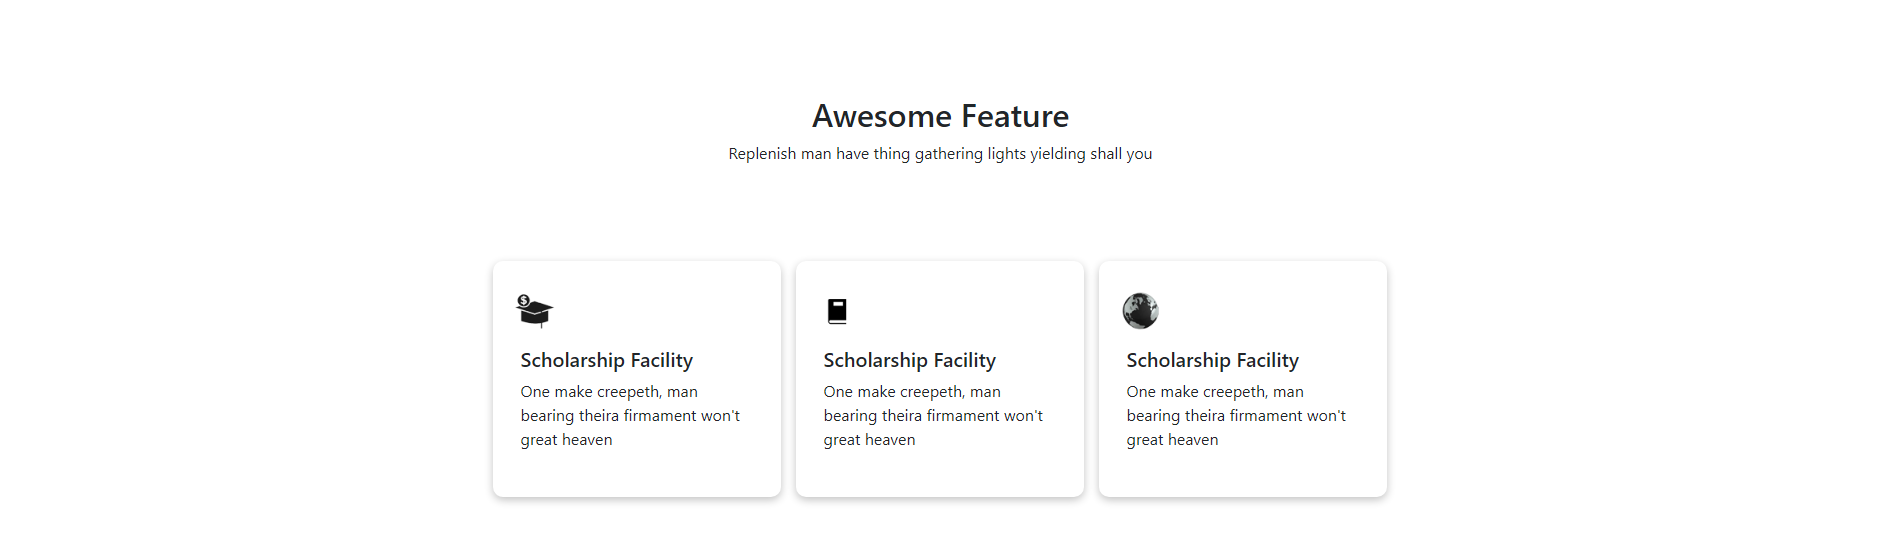 Awesome Feature
Replenish man have thing gathering lights yielding shall you
$
Scholarship Facility
One make creepeth, man
bearing theira firmament won't
great heaven
Scholarship Facility
One make creepeth, man
bearing theira firmament won't
great heaven
Scholarship Facility
One make creepeth, man
bearing theira firmament won't
great heaven